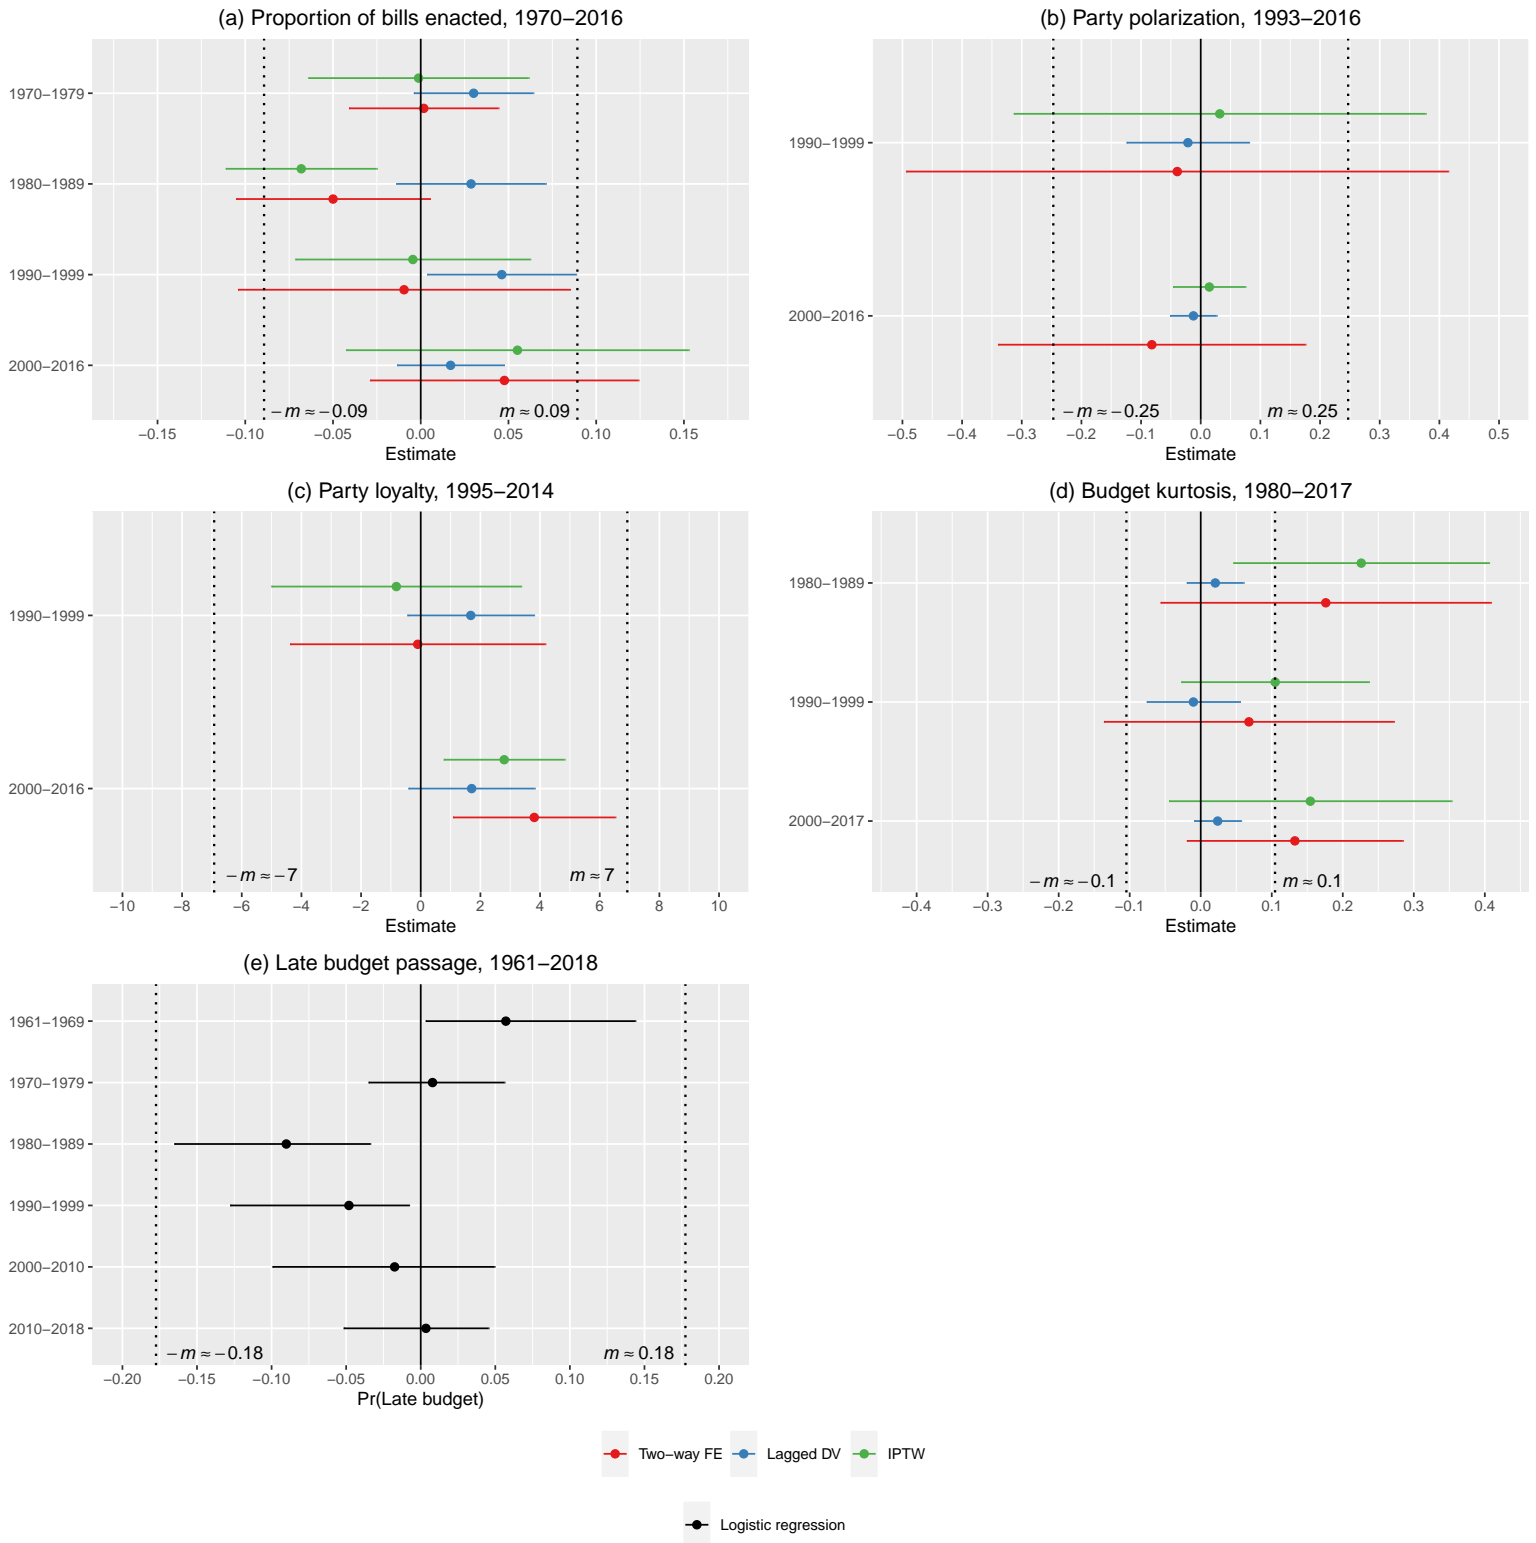 (a) Proportion of bills enacted, 1970−2016
1970−1979
1980−1989
1990−1999
2000−2016
−m ≈ −0.09
m ≈ 0.09
−0.15 −0.10 −0.05 0.00 0.05 0.10 0.15
Estimate
(b) Party polarization, 1993−2016
1990−1999
2000−2016
−m ≈ −0.25
m ≈ 0.25
−0.5 −0.4 −0.3 −0.2 −0.1 0.0 0.1 0.2 0.3 0.4 0.5
Estimate
(c) Party loyalty, 1995−2014
1990−1999
2000−2016
−m ≈ −7
m ≈ 7
−10 −8 −6 −4 −2 0 2 4 6 8 10
Estimate
(d) Budget kurtosis, 1980−2017
1980−1989
1990−1999
2000−2017
−m ≈ −0.1
m ≈ 0.1
−0.4 −0.3 −0.2 −0.1 0.0 0.1 0.2 0.3 0.4
Estimate
(e) Late budget passage, 1961−2018
1961−1969
1970−1979
1980−1989
1990−1999
2000−2010
2010−2018
−m ≈ −0.18
m ≈ 0.18
−0.20 −0.15 −0.10 −0.05 0.00 0.05 0.10 0.15 0.20
Pr(Late budget)
Two−way FE Lagged DV IPTW
Logistic regression